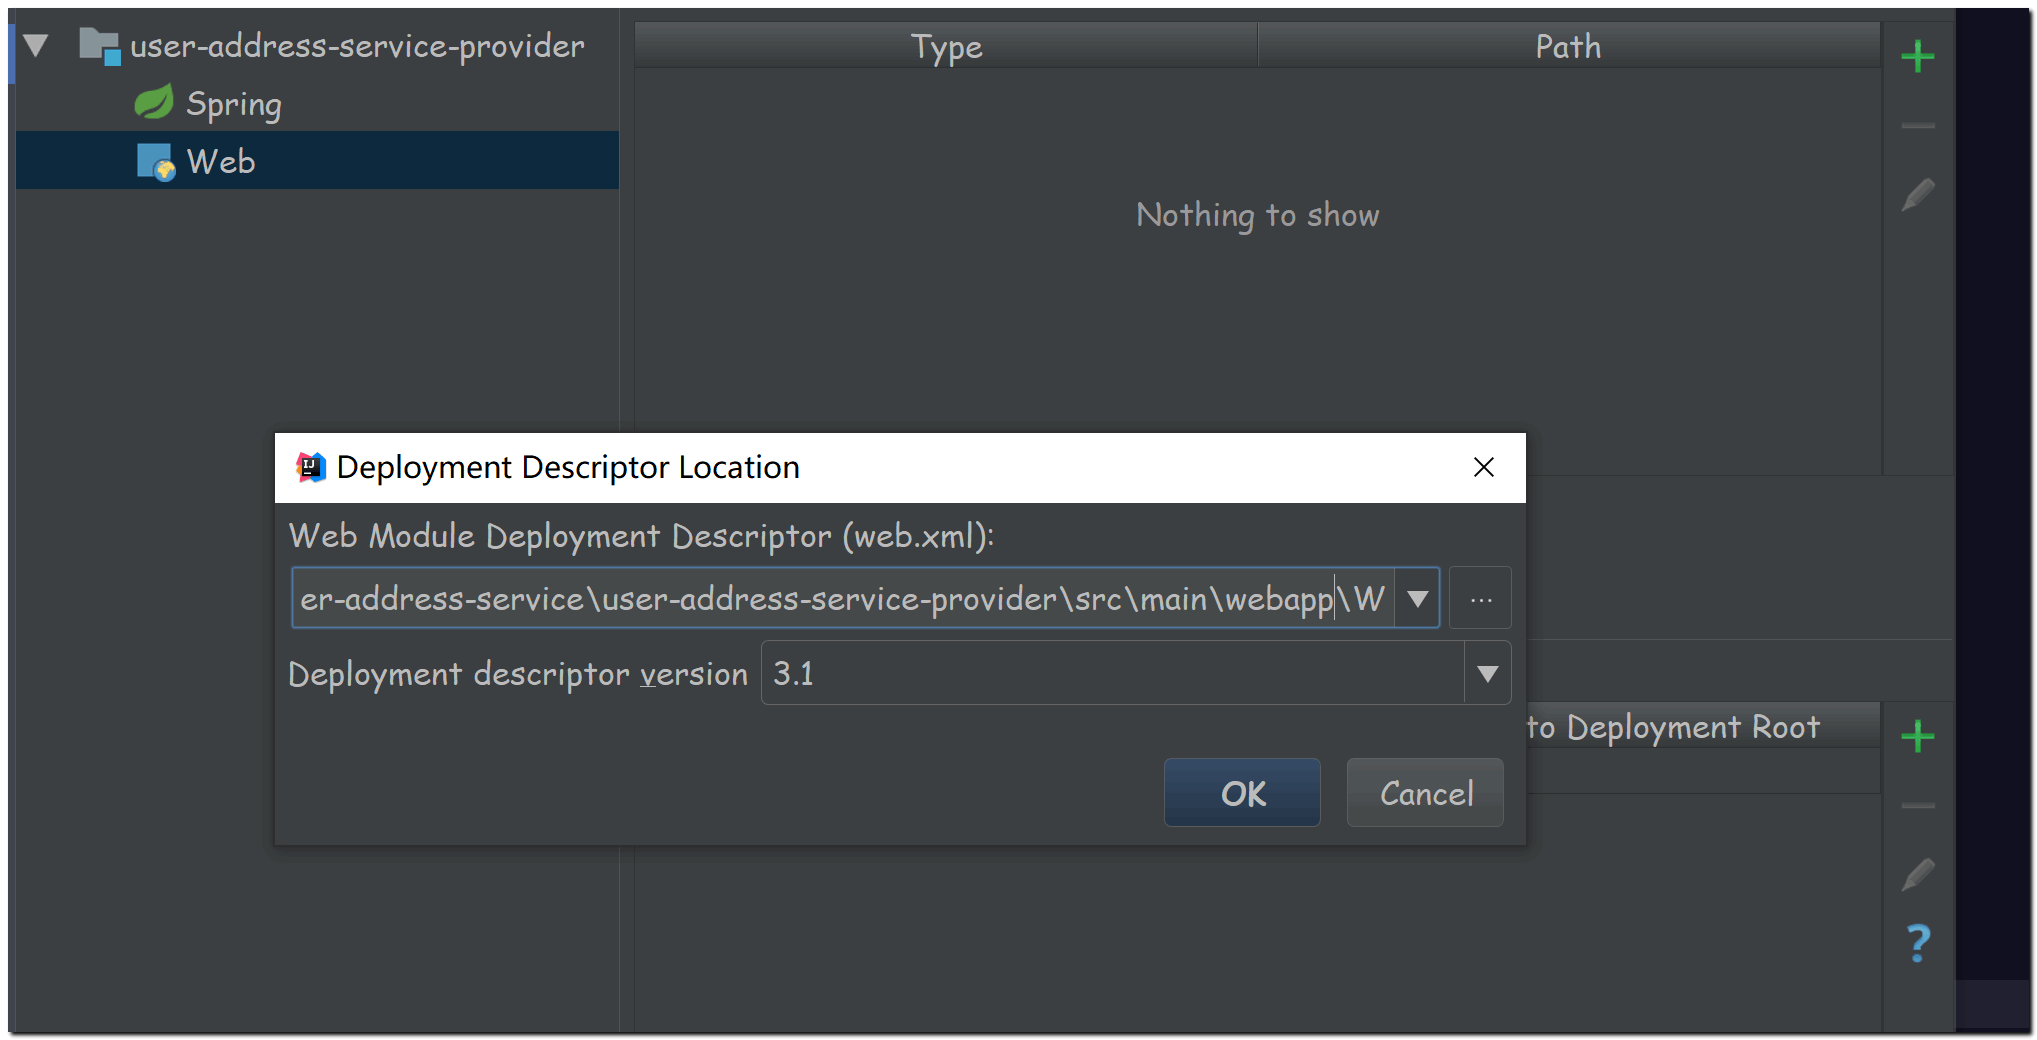 user-address-service-provider
Spring
Web
Type Path
Nothing to show
IJ
Deployment Descriptor Location
Web Module Deployment Descriptor (web.xml):
er-address-service\user-address-service-provider\src\main\webapp\W
...
Deployment descriptor version 3.1
to Deployment Root
OK Cancel
?